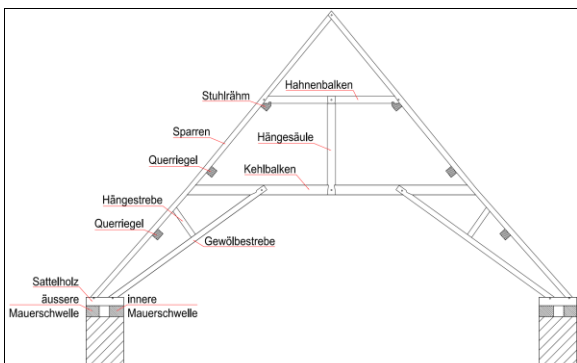 Hahnenbalken
Stuhlrähm
Sparren
Hängesäule
Querriegel
Kehlbalken
Hängestrebe
Querriegel
Gewölbestrebe
Sattelholz
äussere
Mauerschwelle
innere
Mauerschwelle